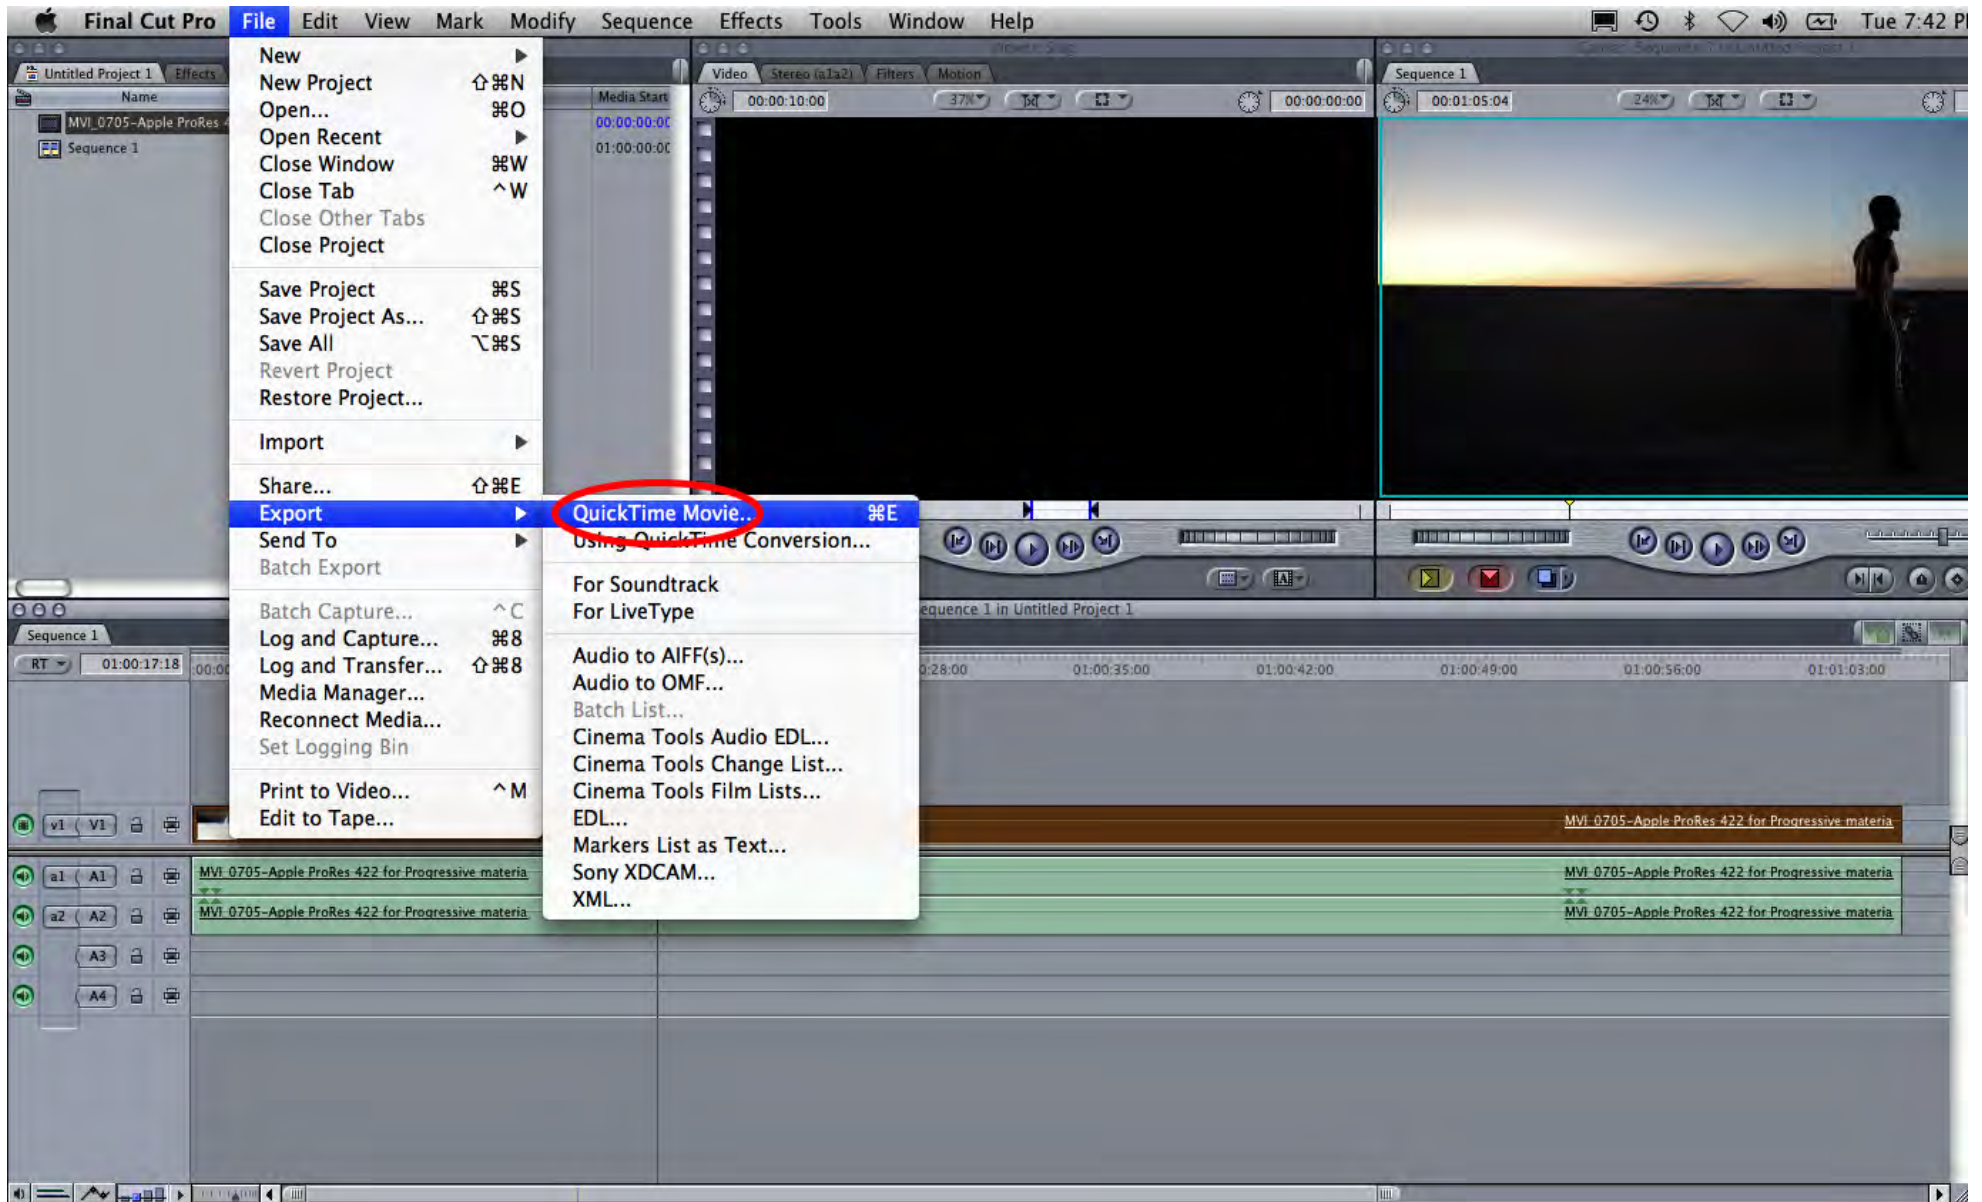 Final Cut Pro File Edit View Mark Modify Sequence Effects Tools Window Help Tue 7:42 P
Untitled Project 1 Effects
Name Media Start
MVI_0705-Apple ProRes 00:00:00:00
Sequence 1 01:00:00:00
New
New Project ⇧⌘N
Open... ⌘O
Open Recent
Close Window ⌘W
Close Tab ^W
Close Other Tabs
Close Project
Save Project ⌘S
Save Project As... ⇧⌘S
Save All ⌥⌘S
Revert Project
Restore Project...
Import
Share... ⇧⌘E
Export
Send To
Batch Export
Batch Capture... ^C
Log and Capture... ⌘8
Log and Transfer... ⇧⌘8
Media Manager...
Reconnect Media...
Set Logging Bin
Print to Video... ^M
Edit to Tape...
QuickTime Movie... ⌘E
Using QuickTime Conversion...
For Soundtrack
For LiveType
Audio to AIFF(s)...
Audio to OMF...
Batch List...
Cinema Tools Audio EDL...
Cinema Tools Change List...
Cinema Tools Film Lists...
EDL...
Markers List as Text...
Sony XDCAM...
XML...
Video Stereo (a1a2) Filters Motion
00:00:10:00 37% 00:00:00:00
Sequence 1
00:01:05:04 24%
equence 1 in Untitled Project 1
Sequence 1
RT 01:00:17:18 :00:00 0:28:00 01:00:35:00 01:00:42:00 01:00:49:00 01:00:56:00 01:01:03:00
v1 V1 MVI_0705-Apple ProRes 422 for Progressive materia
a1 A1 MVI_0705-Apple ProRes 422 for Progressive materia MVI_0705-Apple ProRes 422 for Progressive materia
a2 A2 MVI_0705-Apple ProRes 422 for Progressive materia MVI_0705-Apple ProRes 422 for Progressive materia
A3
A4